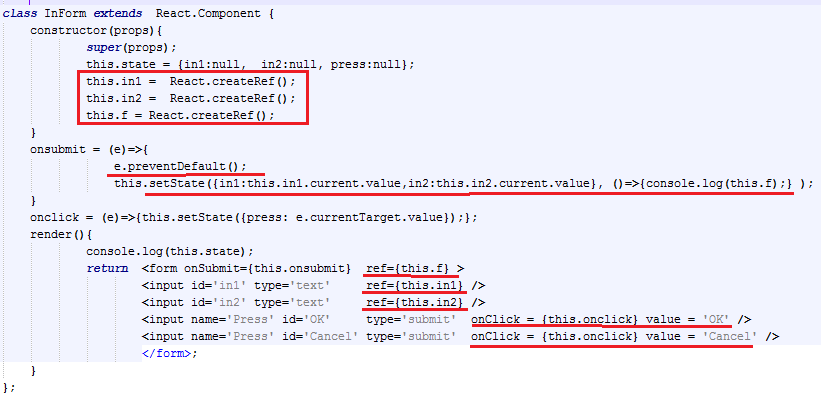 class InForm extends  React.Component {
constructor(props){
super(props);
this.state = {in1:null,  in2:null, press:null};
this.in1 =  React.createRef();
this.in2 =  React.createRef();
this.f = React.createRef();
}
onsubmit = (e)=>{
e.preventDefault();
this.setState({in1:this.in1.current.value,in2:this.in2.current.value}, ()=>{console.log(this.f);} );
}
onclick = (e)=>{this.setState({press: e.currentTarget.value});};
render(){
console.log(this.state);
return  <form onSubmit={this.onsubmit}  ref={this.f} >
<input id='in1' type='text'     ref={this.in1} />
<input id='in2' type='text'     ref={this.in2} />
<input name='Press' id='OK'     type='submit'  onClick = {this.onclick} value = 'OK' />
<input name='Press' id='Cancel' type='submit'  onClick = {this.onclick} value = 'Cancel' />
</form>;
}
};